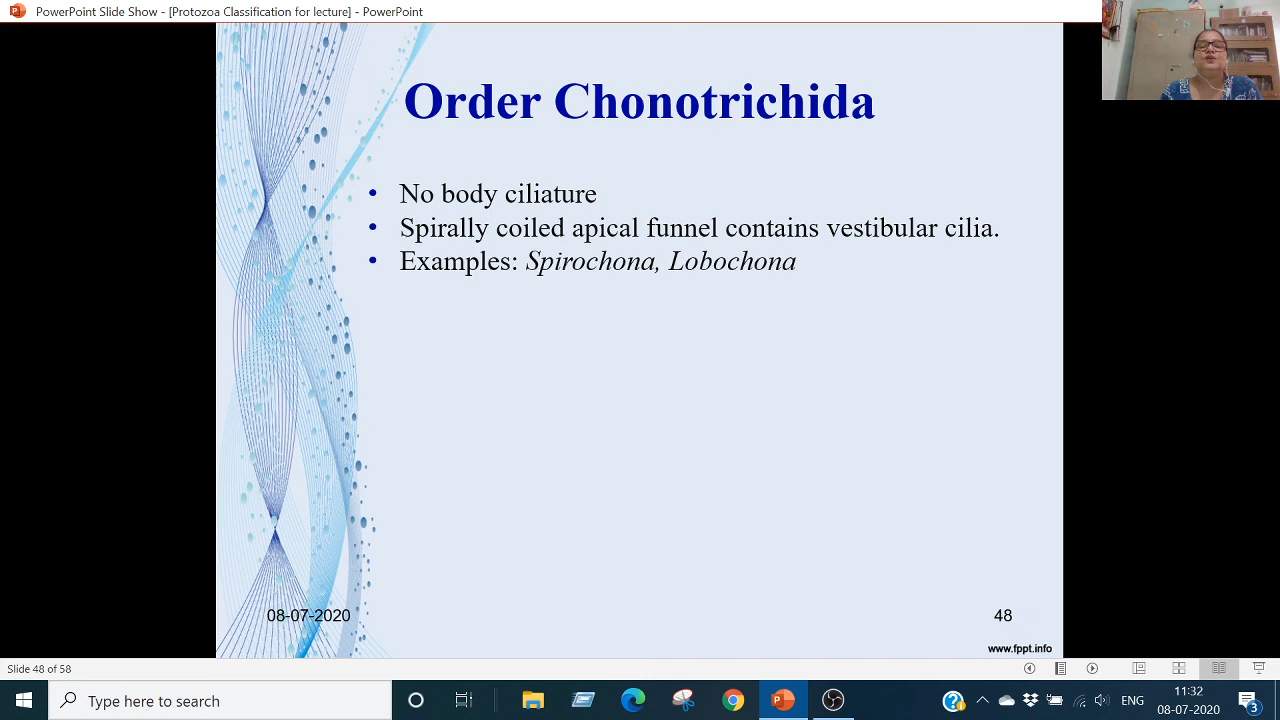 PowerPoint Slide Show - [Protozoa Classification for lecture] - PowerPoint
Order Chonotrichida
• No body ciliature
• Spirally coiled apical funnel contains vestibular cilia.
• Examples: Spirochona, Lobochona
08-07-2020
48
www.fppt.info
Slide 48 of 58
Type here to search
ENG
11:32
08-07-2020
3